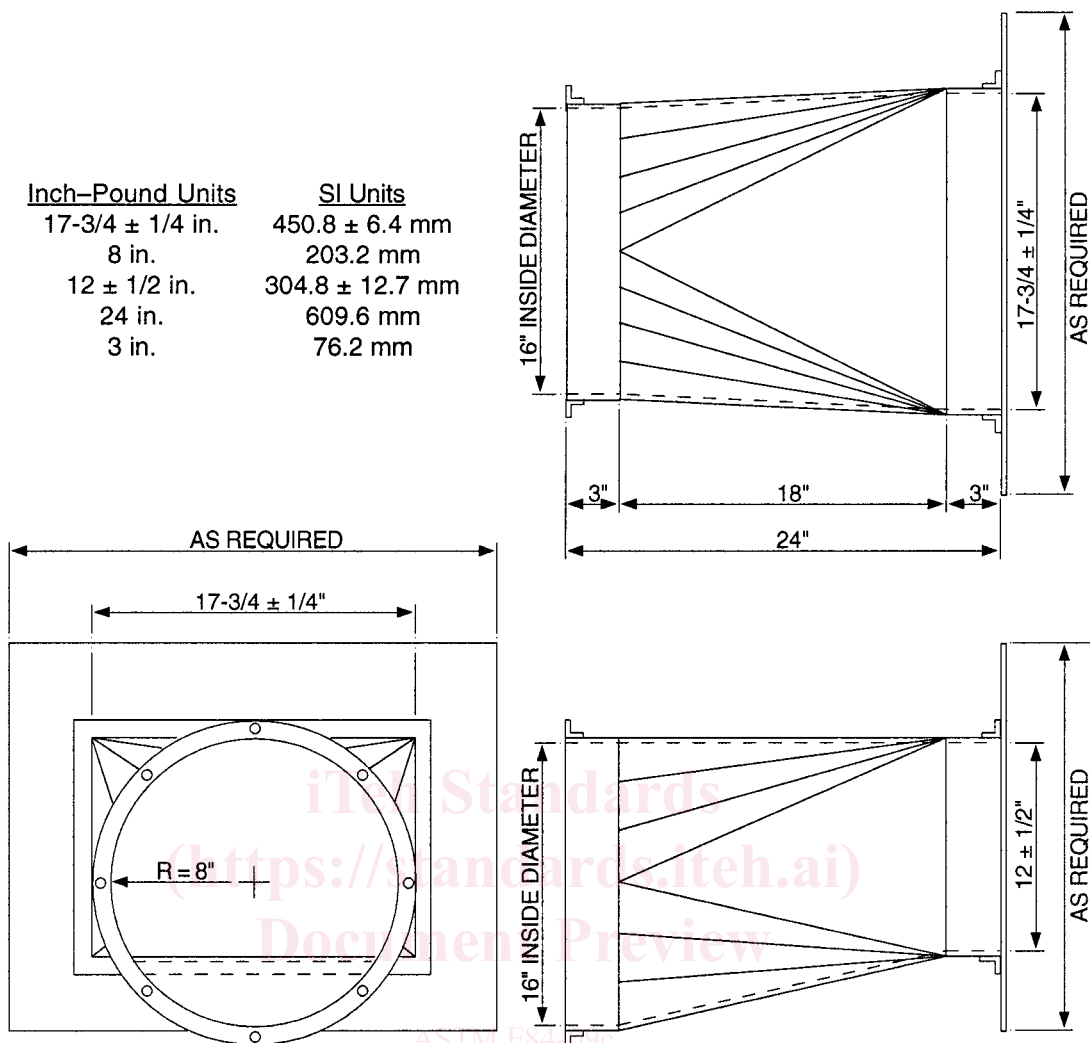 Inch–Pound Units SI Units
17-3/4 ± 1/4 in. 450.8 ± 6.4 mm
8 in. 203.2 mm
12 ± 1/2 in. 304.8 ± 12.7 mm
24 in. 609.6 mm
3 in. 76.2 mm
16" INSIDE DIAMETER
17-3/4 ± 1/4"
AS REQUIRED
3" 18" 3"
24"
AS REQUIRED
17-3/4 ± 1/4"
R = 8"
16" INSIDE DIAMETER
12 ± 1/2"
AS REQUIRED
iTeh Standards
(https://standards.iteh.ai)
Document Preview
ASTM E84-09c